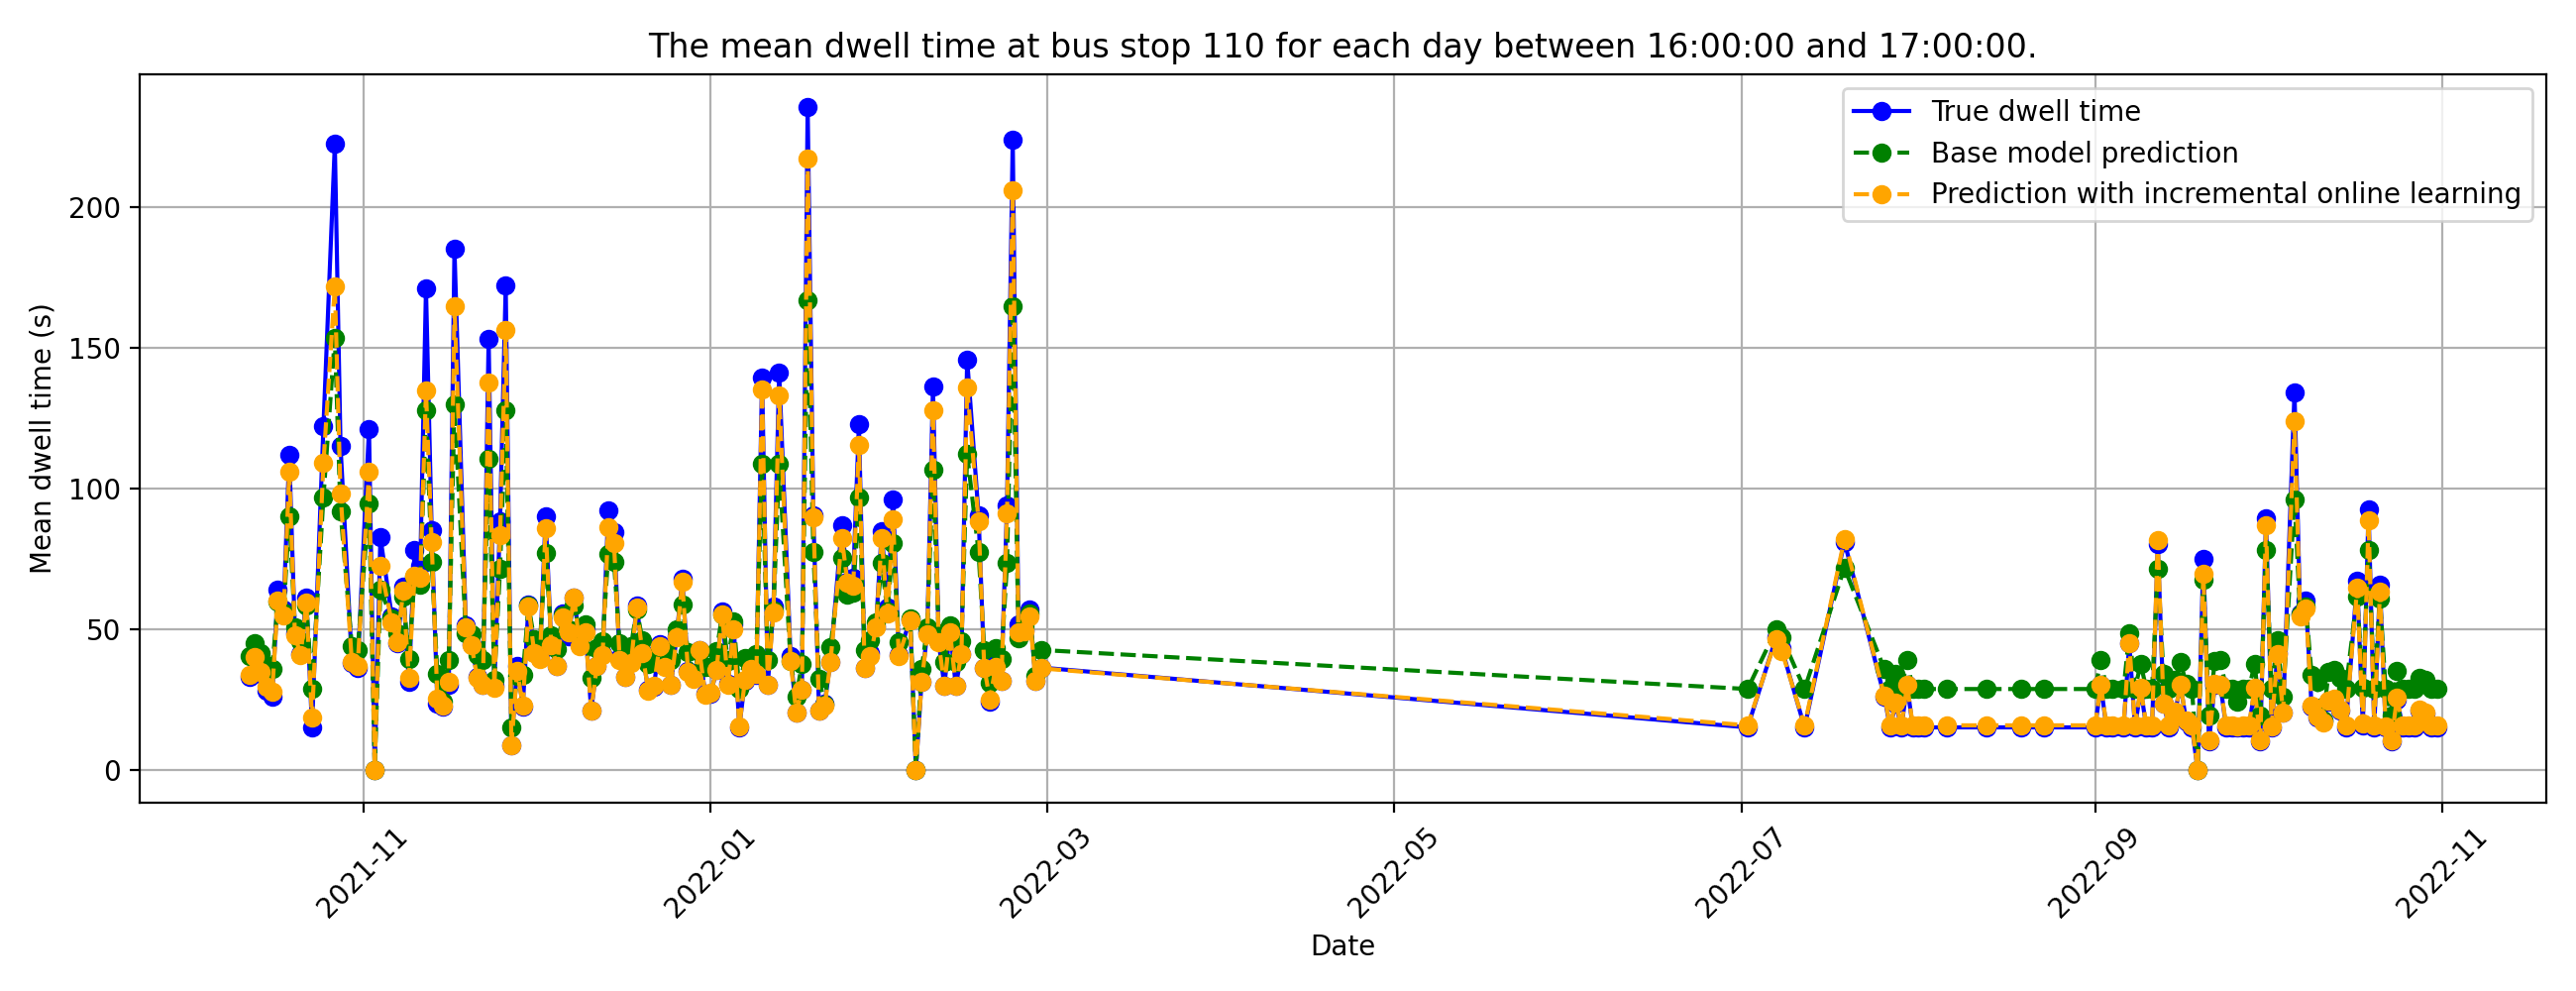 The mean dwell time at bus stop 110 for each day between 16:00:00 and 17:00:00.
True dwell time
Base model prediction
Prediction with incremental online learning
Mean dwell time (s)
200
150
100
50
0
2021-11
2022-01
2022-03
2022-05
2022-07
2022-09
2022-11
Date